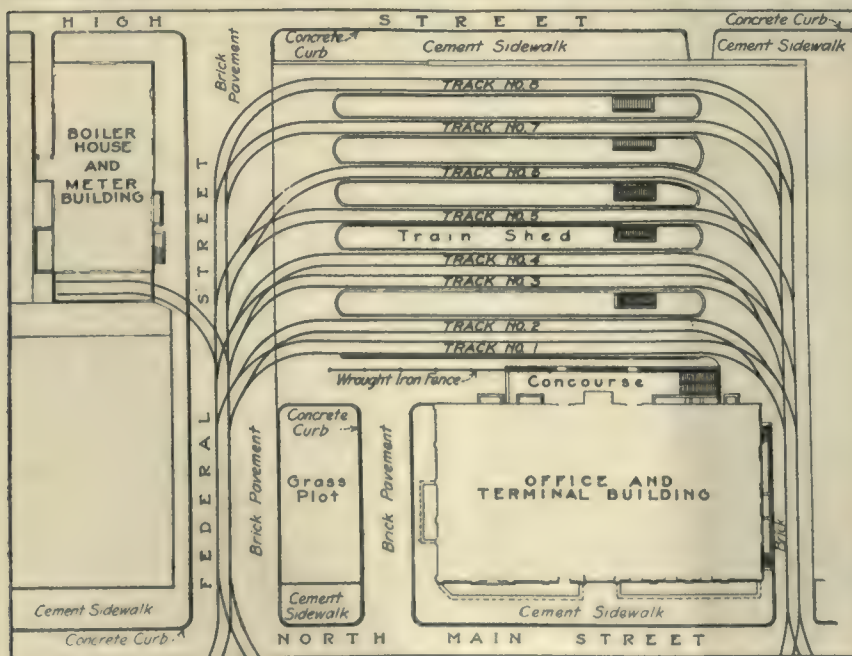 HIGH STREET
Concrete Curb
Cement Sidewalk
Concrete Curb
Cement Sidewalk
Brick Pavement
TRACK NO. 8
TRACK NO. 7
TRACK NO. 6
TRACK NO. 5
Train Shed
TRACK NO. 4
TRACK NO. 3
TRACK NO. 2
TRACK NO. 1
BOILER
HOUSE
AND
METER
BUILDING
FEDERAL STREET
Wrought Iron Fence
Concourse
Concrete
Curb
Brick Pavement
Grass
Plot
Brick Pavement
OFFICE AND
TERMINAL BUILDING
Brick
Cement Sidewalk
Concrete Curb
Cement
Sidewalk
Cement Sidewalk
NORTH MAIN STREET